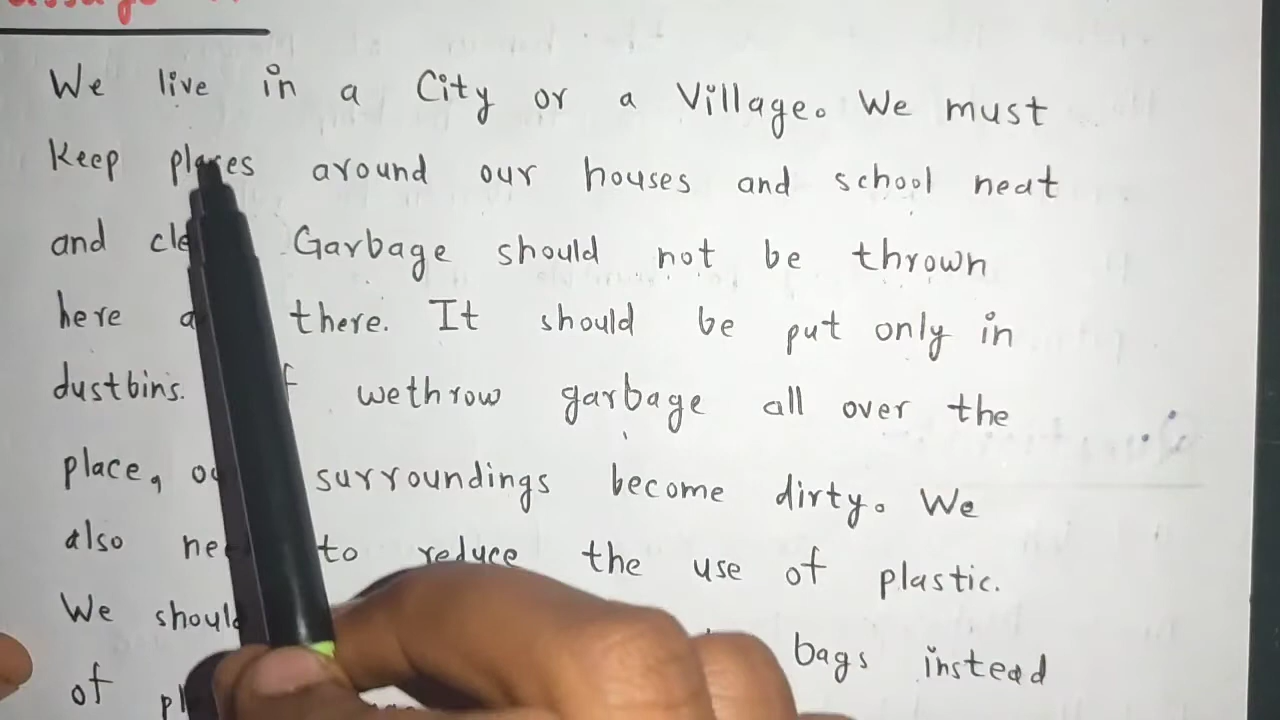 We live in a City or a Village. We must
Keep places around our houses and school neat
and Garbage should not be thrown
here there. It should be put only in
dustbins. wethrow garbage all over the
place, surroundings become dirty. We
also to reduce the use of plastic.
We should bags instead
of